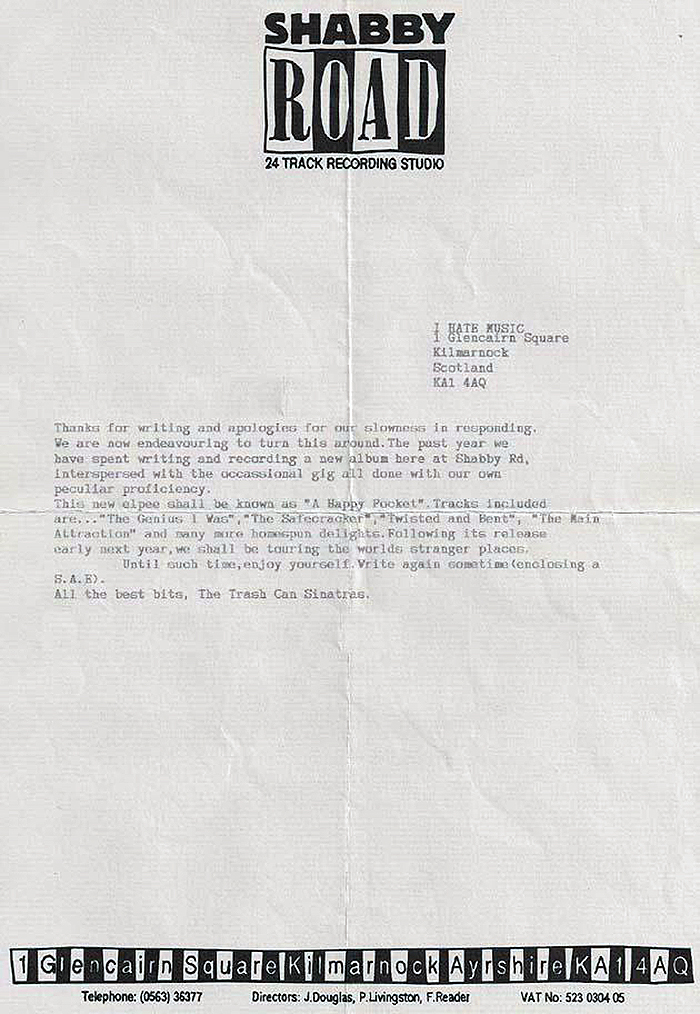 SHABBY
ROAD
24 TRACK RECORDING STUDIO
I HATE MUSIC
1 Glencairn Square
Kilmarnock
Scotland
KA1 4AQ
Thanks for writing and apologies for our slowness in responding.
We are now endeavouring to turn this around.The past year we
have spent writing and recording a new album here at Shabby Rd,
interspersed with the occassional gig all done with our own
peculiar proficiency.
This new elpee shall be known as "A Happy Pocket".Tracks included
are..."The Genius I Was","The Safecracker","Twisted and Bent", "The Main
Attraction" and many more homespun delights.Following its release
early next year,we shall be touring the worlds stranger places.
Until such time,enjoy yourself.Write again sometime(enclosing a
S.A.E).
All the best bits, The Trash Can Sinatras.
1 Glencairn Square Kilmarnock Ayrshire KA1 4AQ
Telephone: (0563) 36377 Directors: J.Douglas, P.Livingston, F.Reader VAT No: 523 0304 05